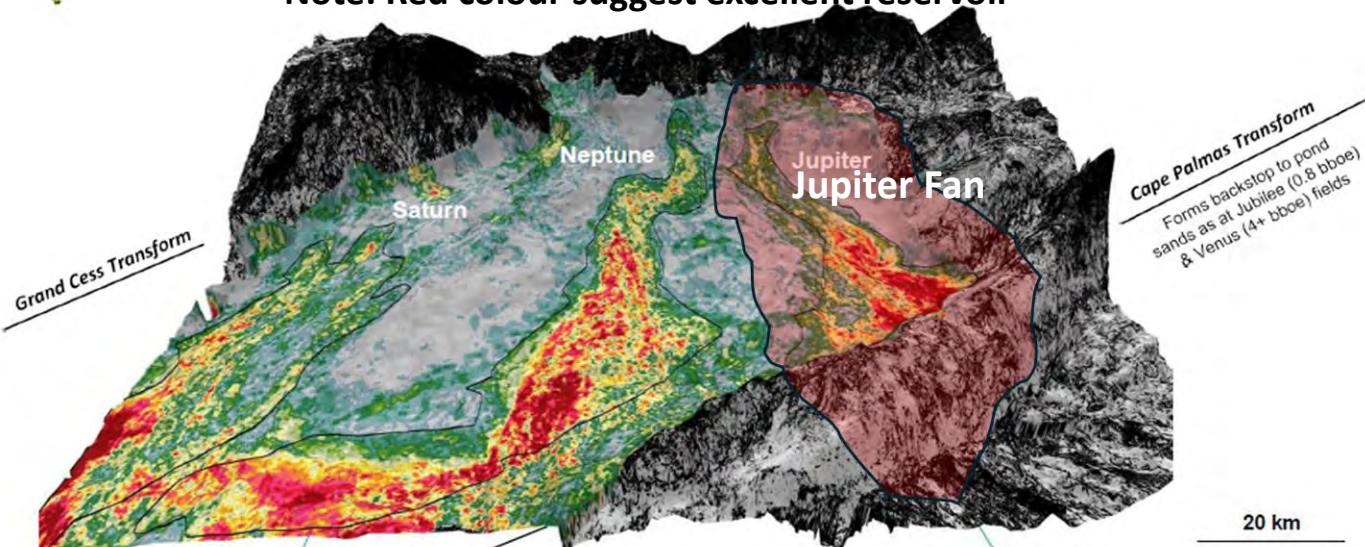 Note: Red colour suggest excellent reservoir
Neptune
Jupiter
Jupiter Fan
Saturn
Grand Cess Transform
Cape Palmas Transform
Forms backstop to pond
sands as at Jubilee (0.8 bboe)
& Venus (4+ bboe) fields
20 km